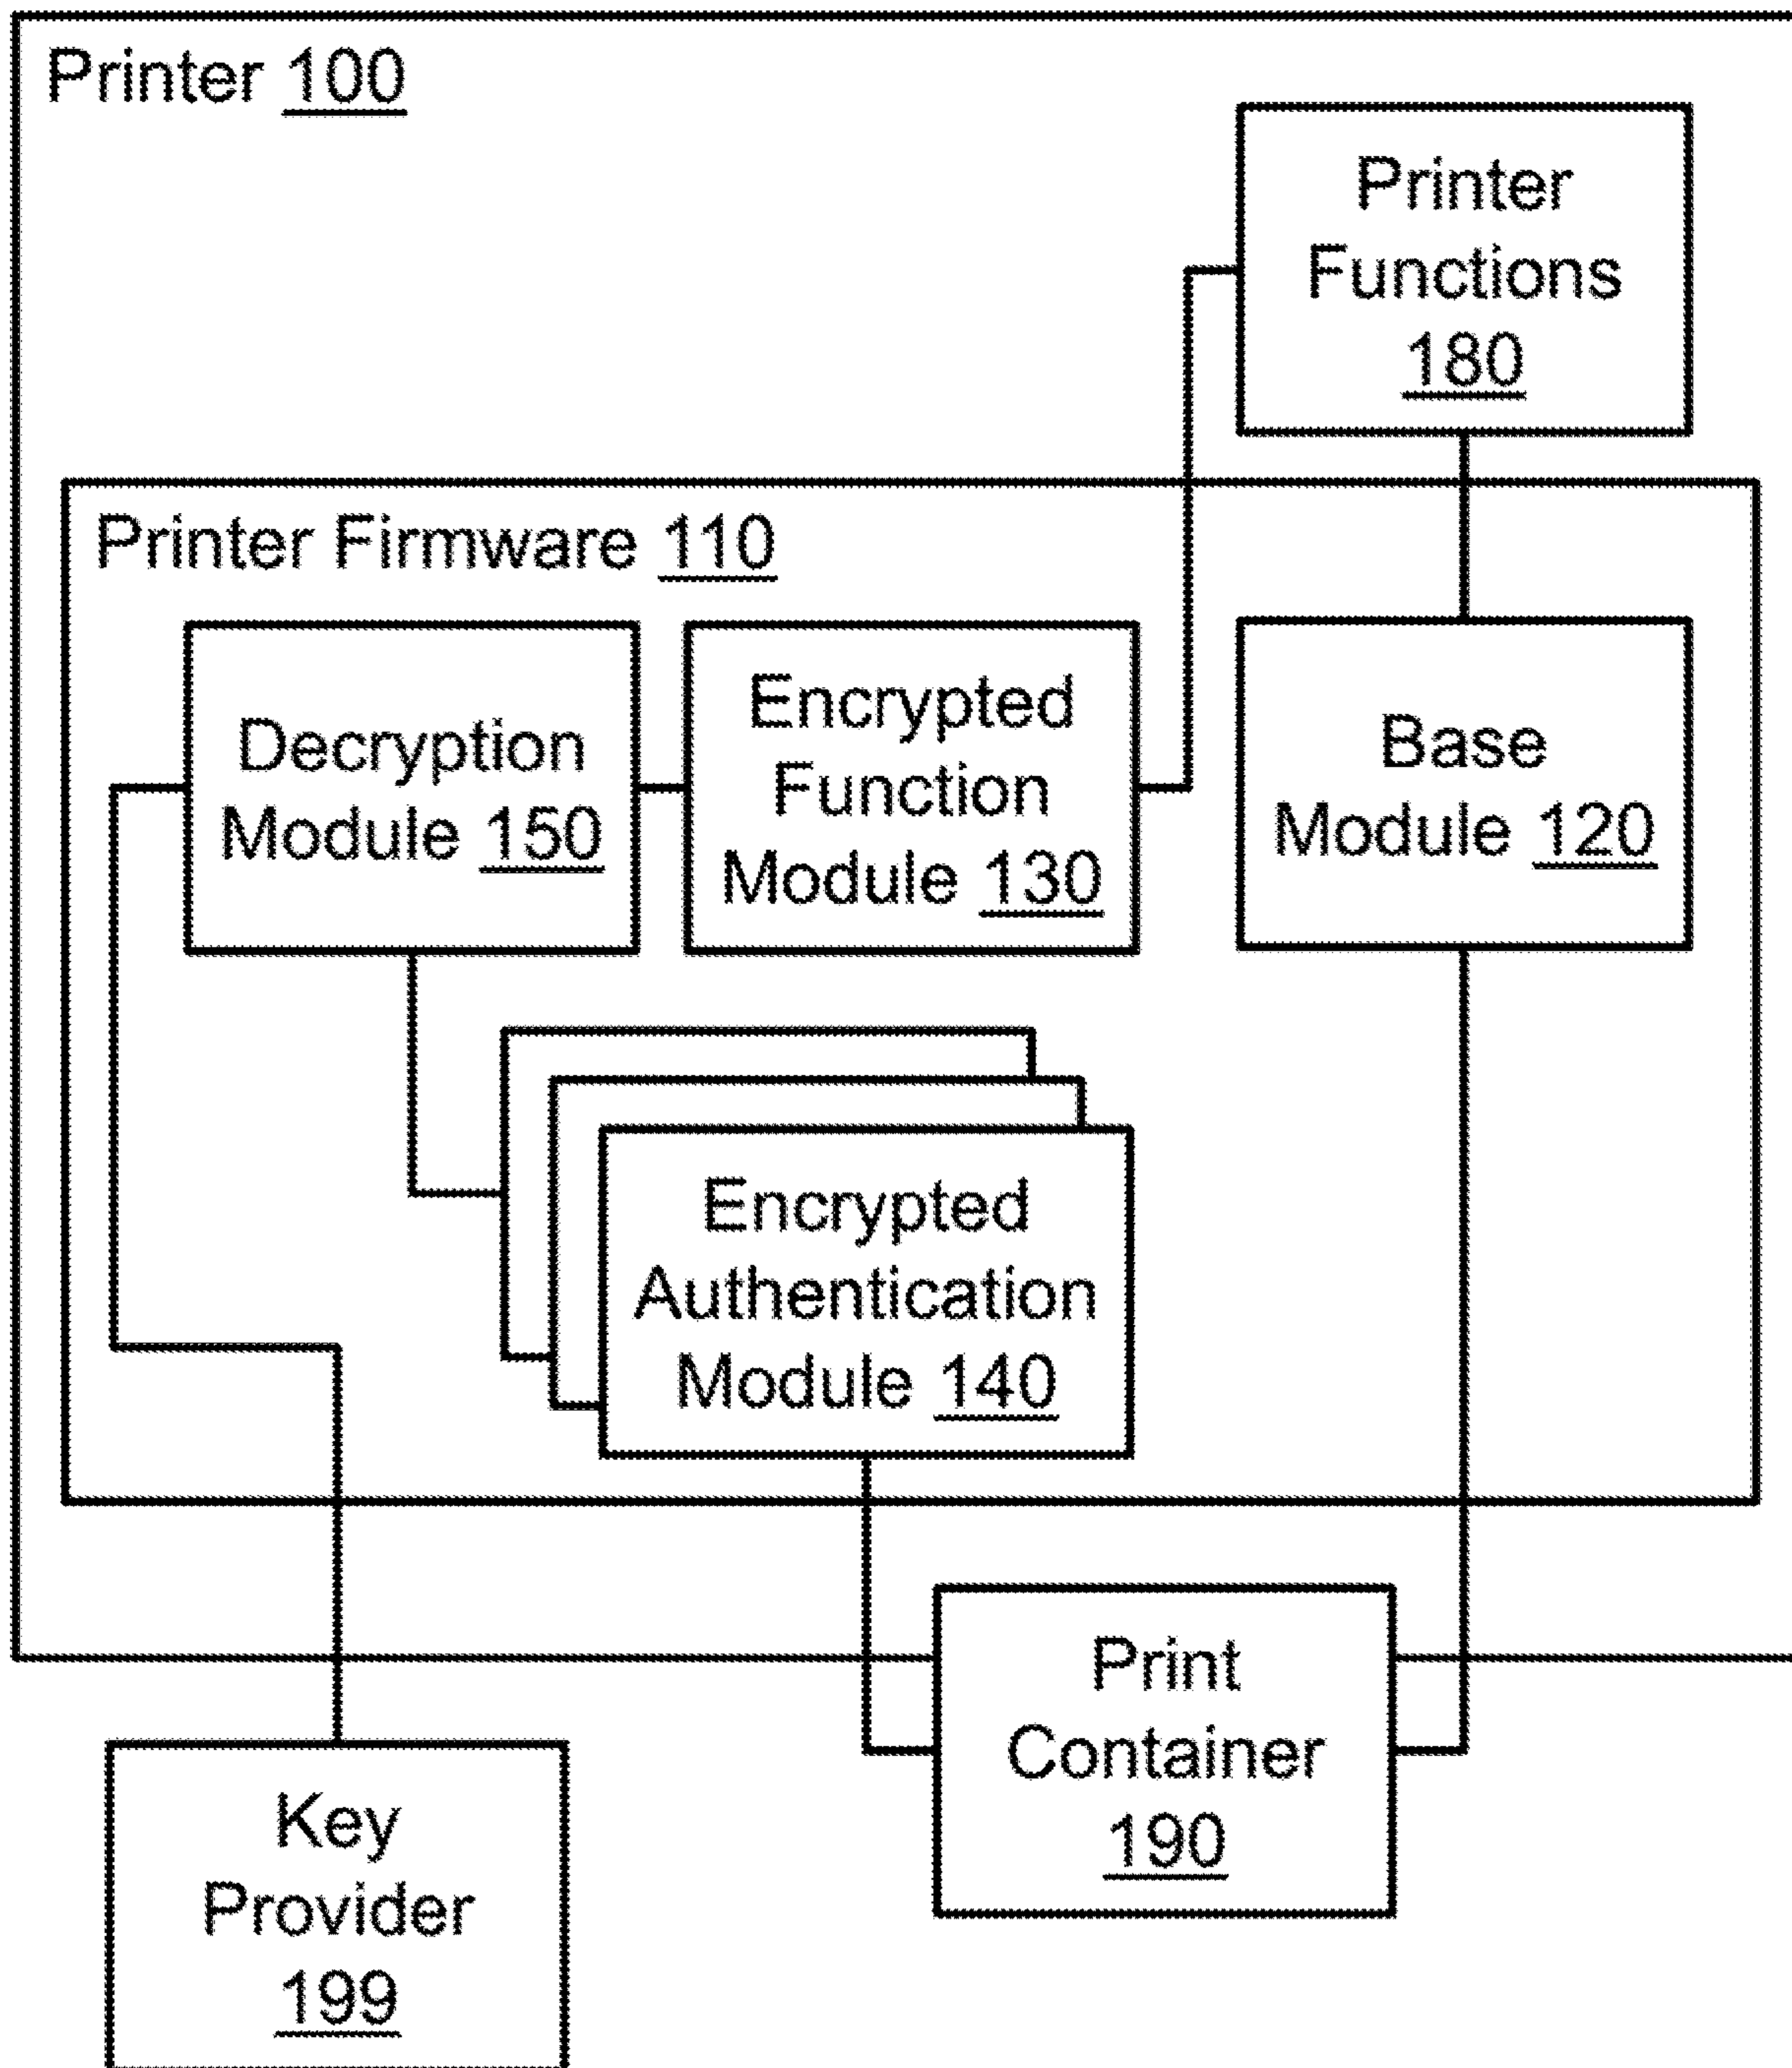 Printer 100
Printer
Functions
180
Printer Firmware 110
Decryption
Module 150
Encrypted
Function
Module 130
Base
Module 120
Encrypted
Authentication
Module 140
Print
Container
190
Key
Provider
199